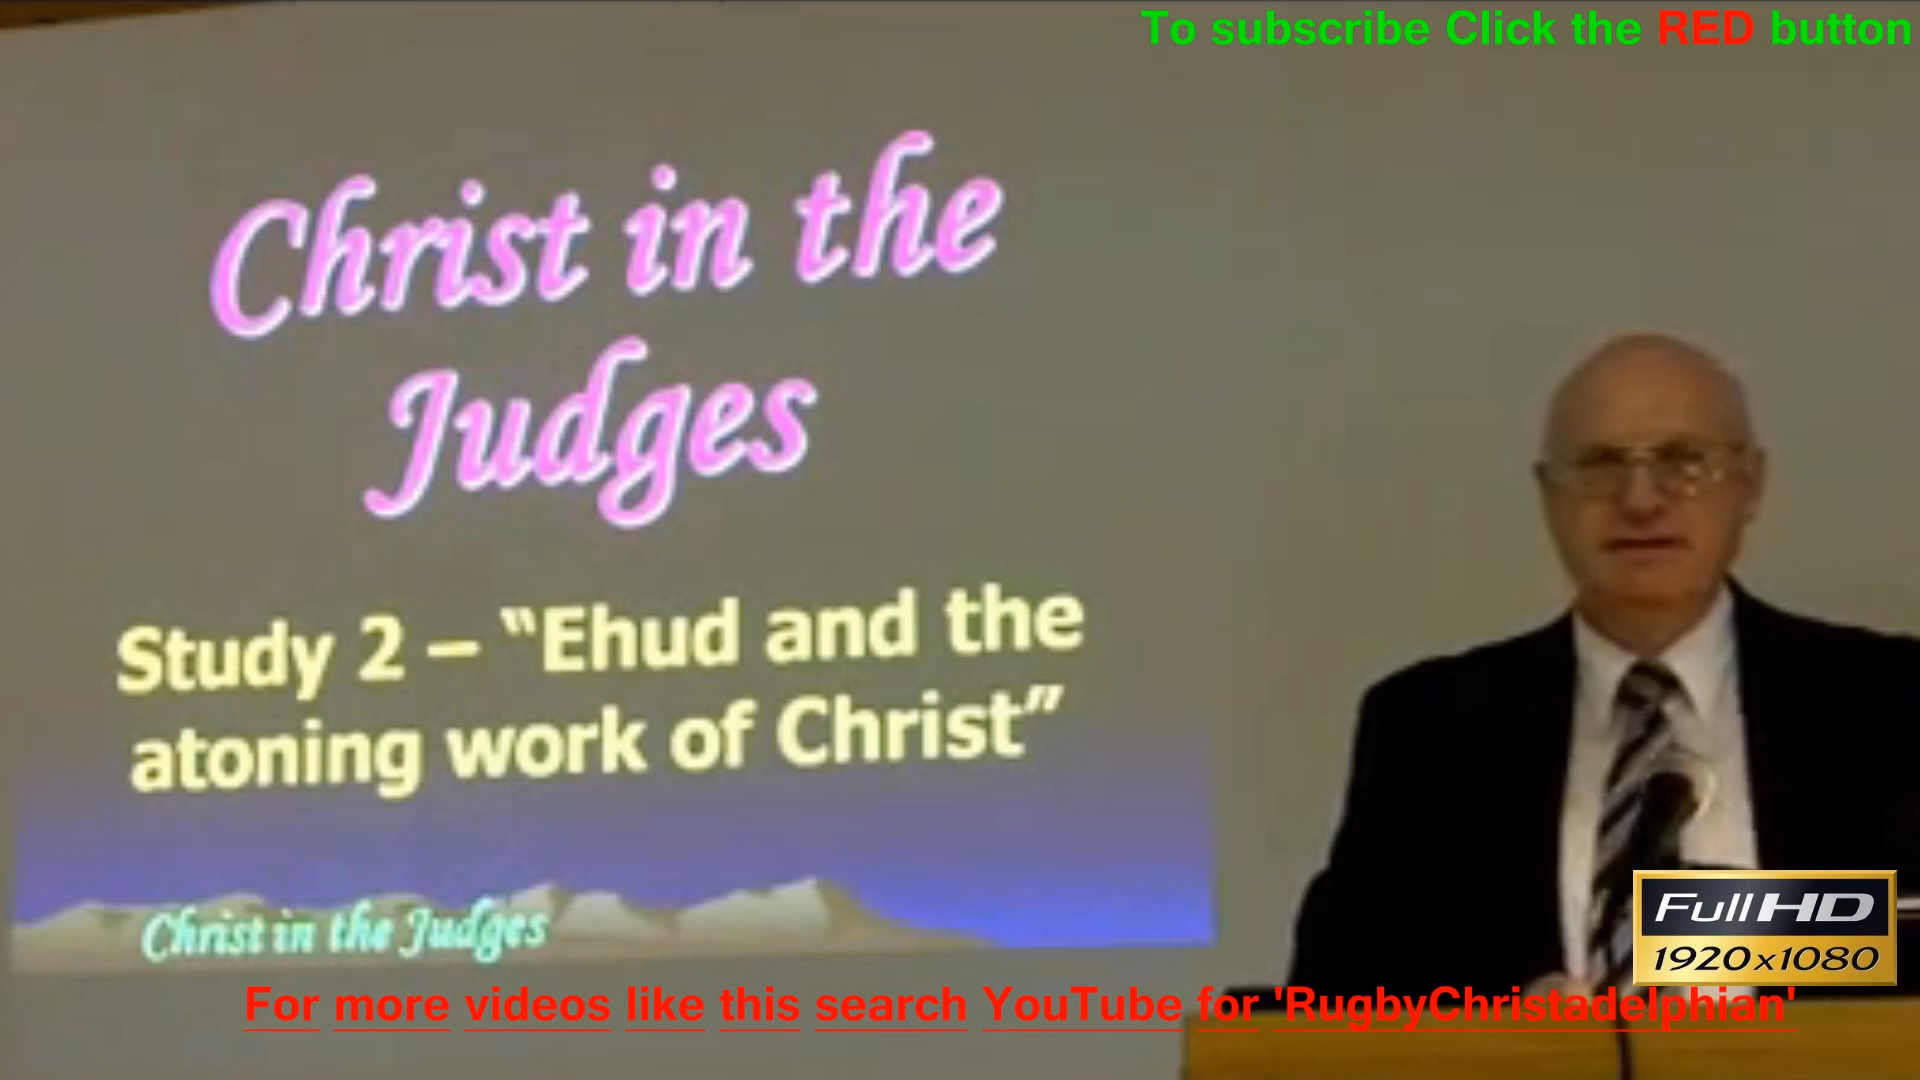 To subscribe Click the RED button
Christ in the
Judges
Study 2 – “Ehud and the
atoning work of Christ”
Christ in the Judges
Full HD
1920x1080
For more videos like this search YouTube for 'RugbyChristadelphian'